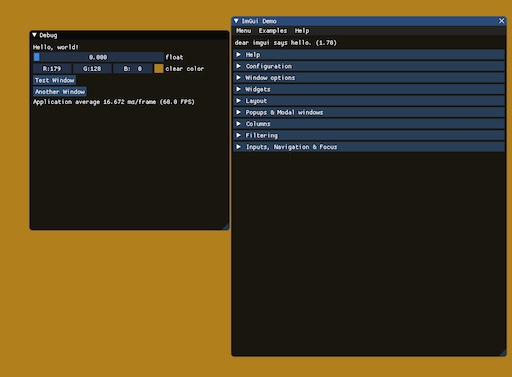 Debug
Hello, world!
0.000 float
R:179 G:128 B: 0 clear color
Test Window
Another Window
Application average 16.672 ms/frame (60.0 FPS)
ImGui Demo
Menu Examples Help
dear imgui says hello. (1.78)
Help
Configuration
Window options
Widgets
Layout
Popups & Modal windows
Columns
Filtering
Inputs, Navigation & Focus